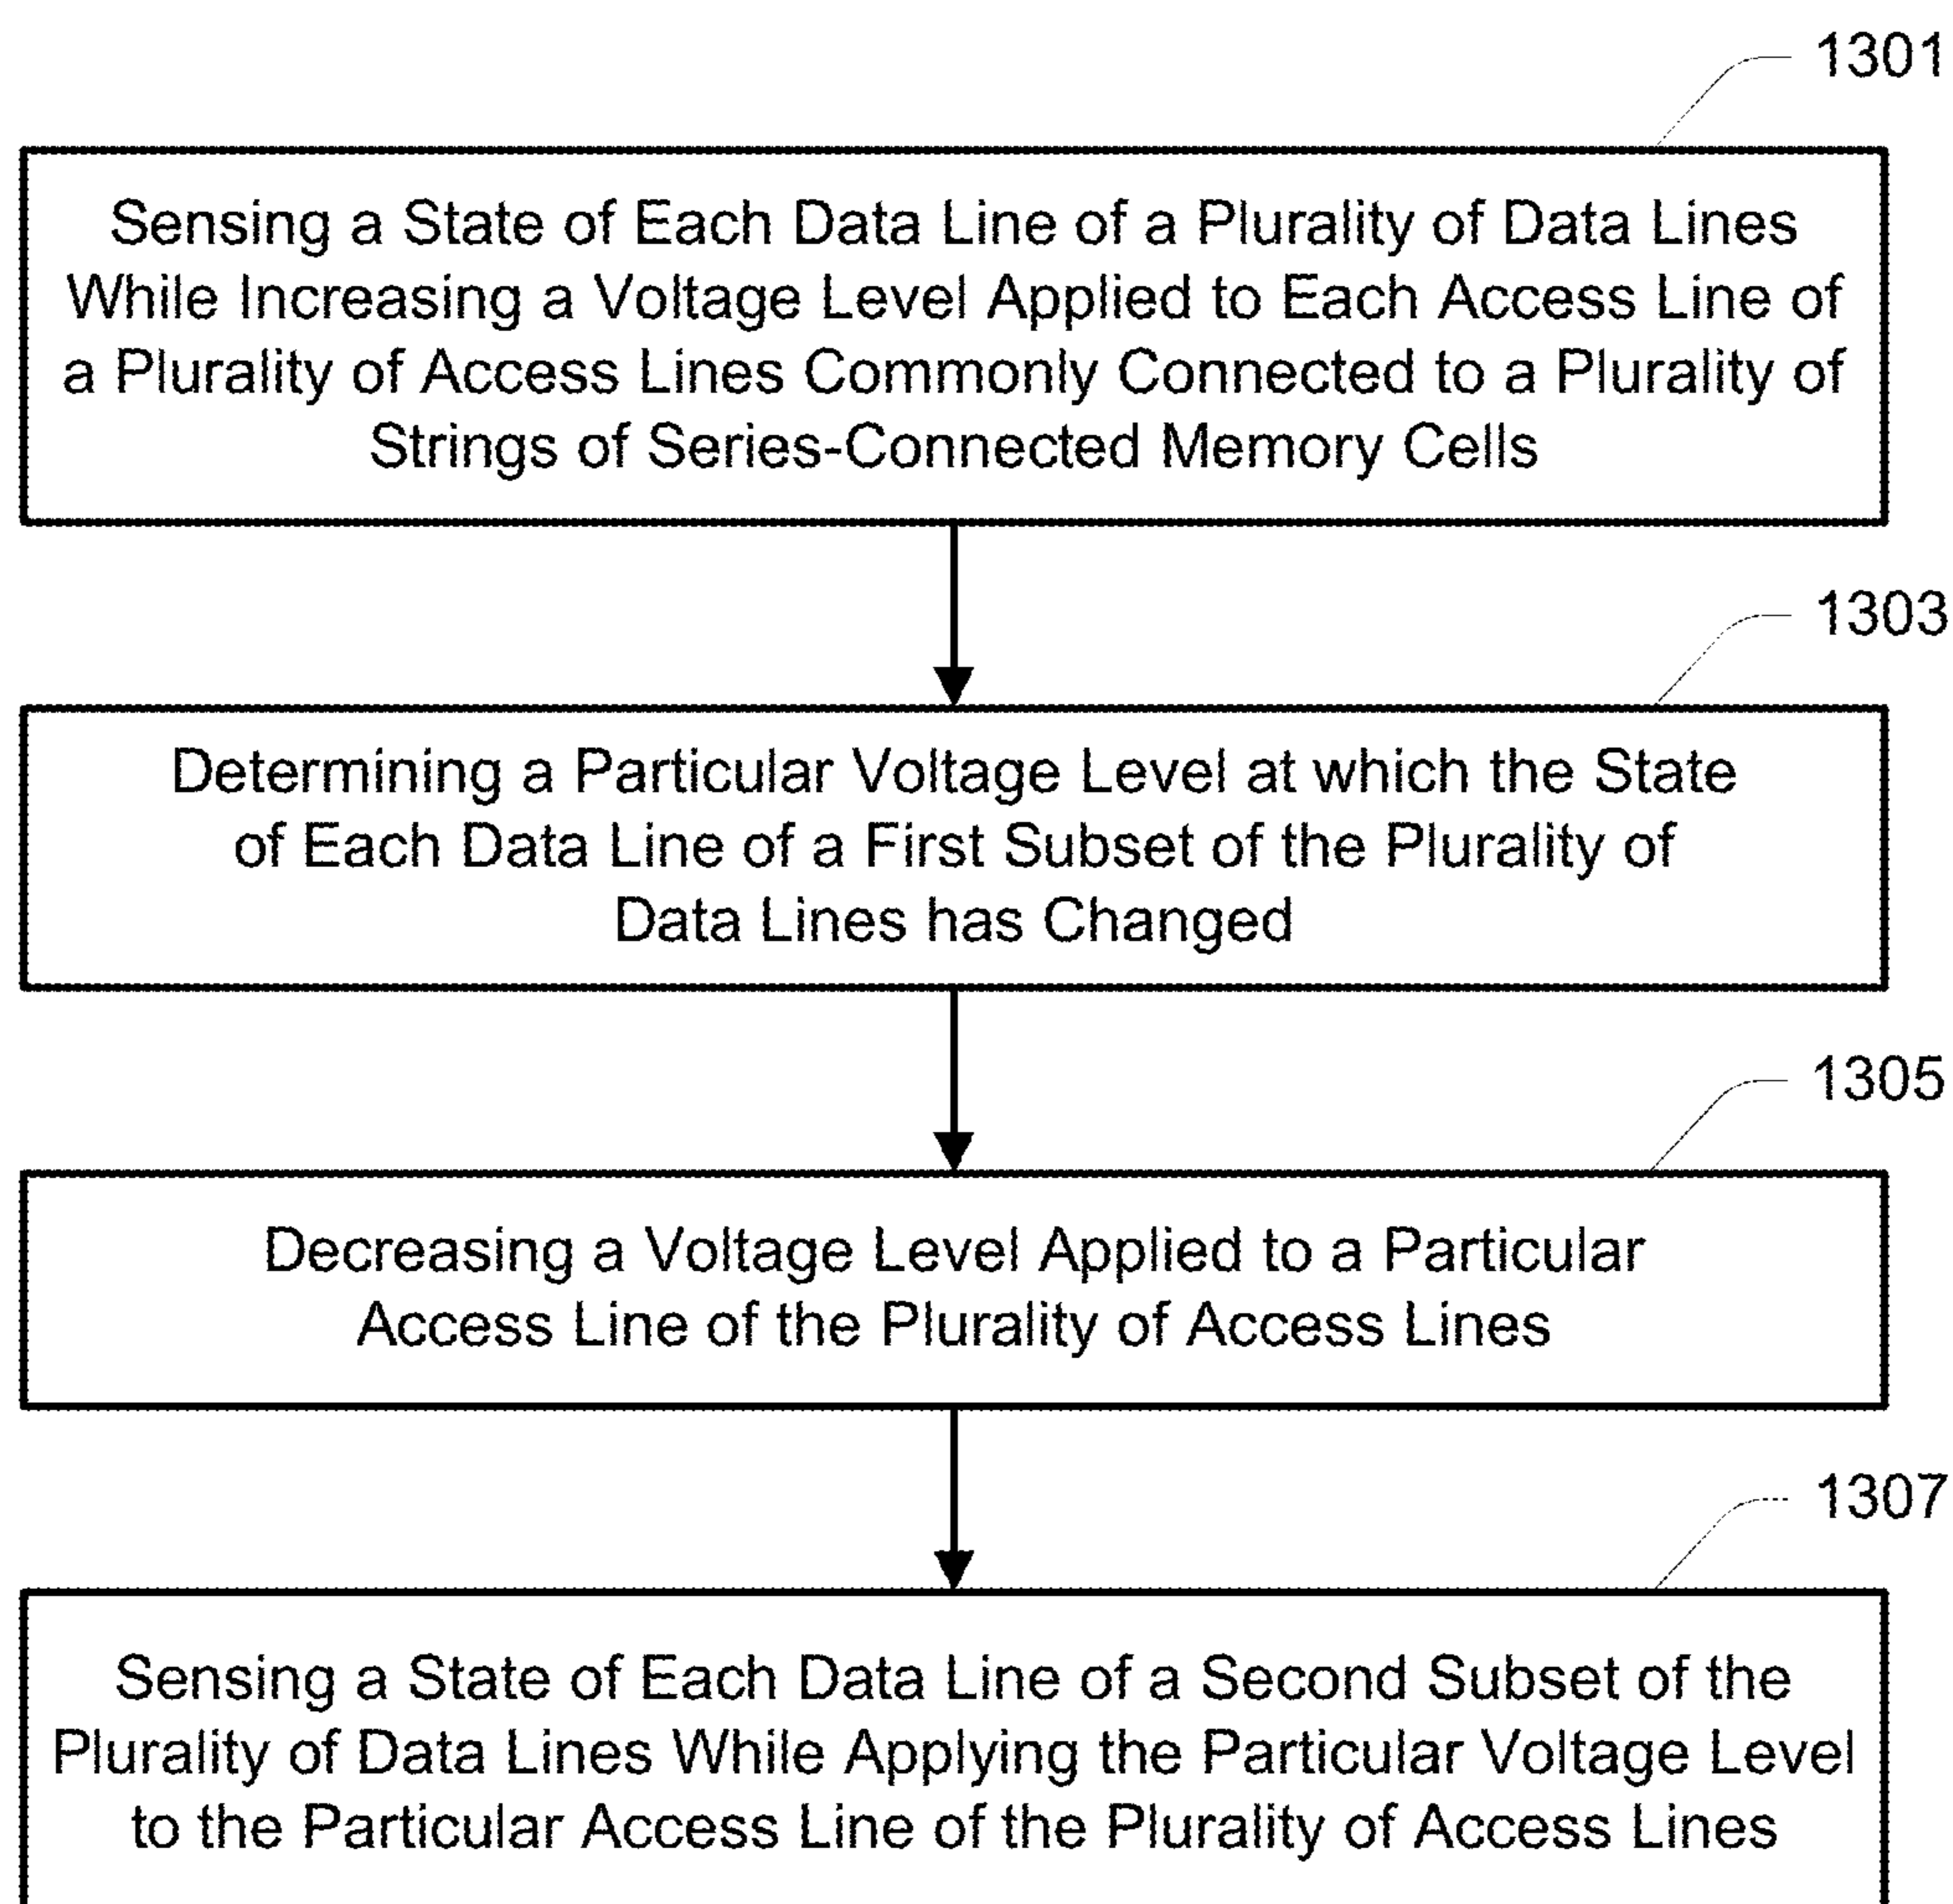 1301
Sensing a State of Each Data Line of a Plurality of Data Lines
While Increasing a Voltage Level Applied to Each Access Line of
a Plurality of Access Lines Commonly Connected to a Plurality of
Strings of Series-Connected Memory Cells
1303
Determining a Particular Voltage Level at which the State
of Each Data Line of a First Subset of the Plurality of
Data Lines has Changed
1305
Decreasing a Voltage Level Applied to a Particular
Access Line of the Plurality of Access Lines
1307
Sensing a State of Each Data Line of a Second Subset of the
Plurality of Data Lines While Applying the Particular Voltage Level
to the Particular Access Line of the Plurality of Access Lines